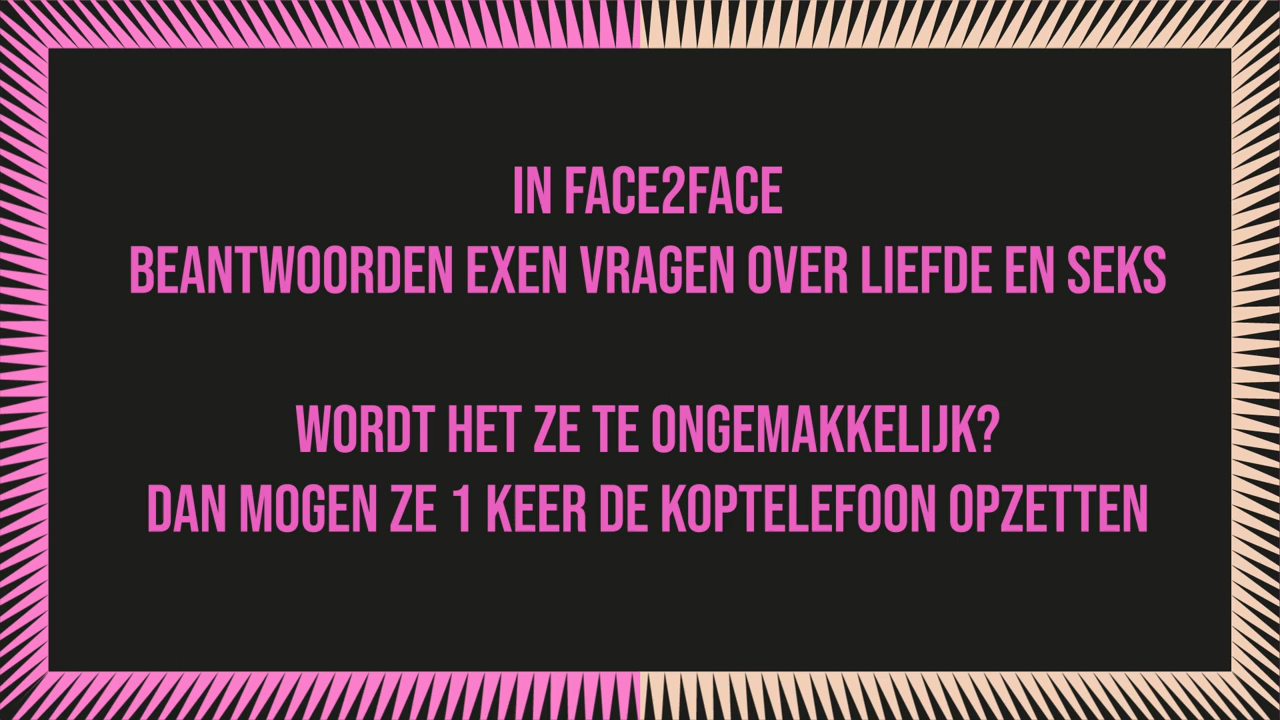 IN FACE2FACE
BEANTWOORDEN EXEN VRAGEN OVER LIEFDE EN SEKS
WORDT HET ZE TE ONGEMAKKELIJK?
DAN MOGEN ZE 1 KEER DE KOPTELEFOON OPZETTEN